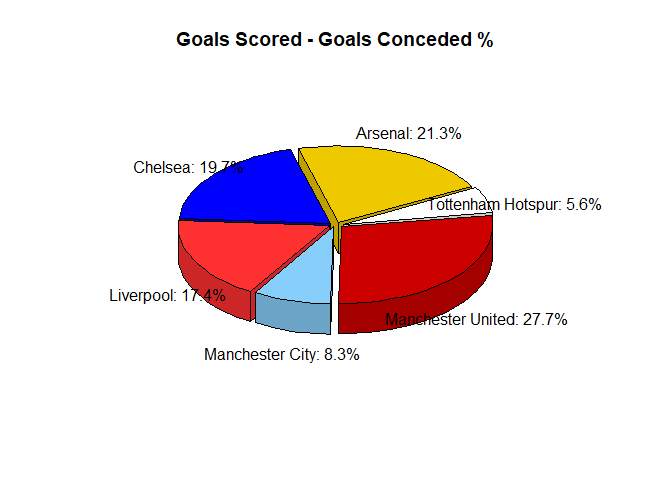 Goals Scored - Goals Conceded %
Arsenal: 21.3%
Chelsea: 19.7%
Tottenham Hotspur: 5.6%
Liverpool: 17.4%
Manchester United: 27.7%
Manchester City: 8.3%